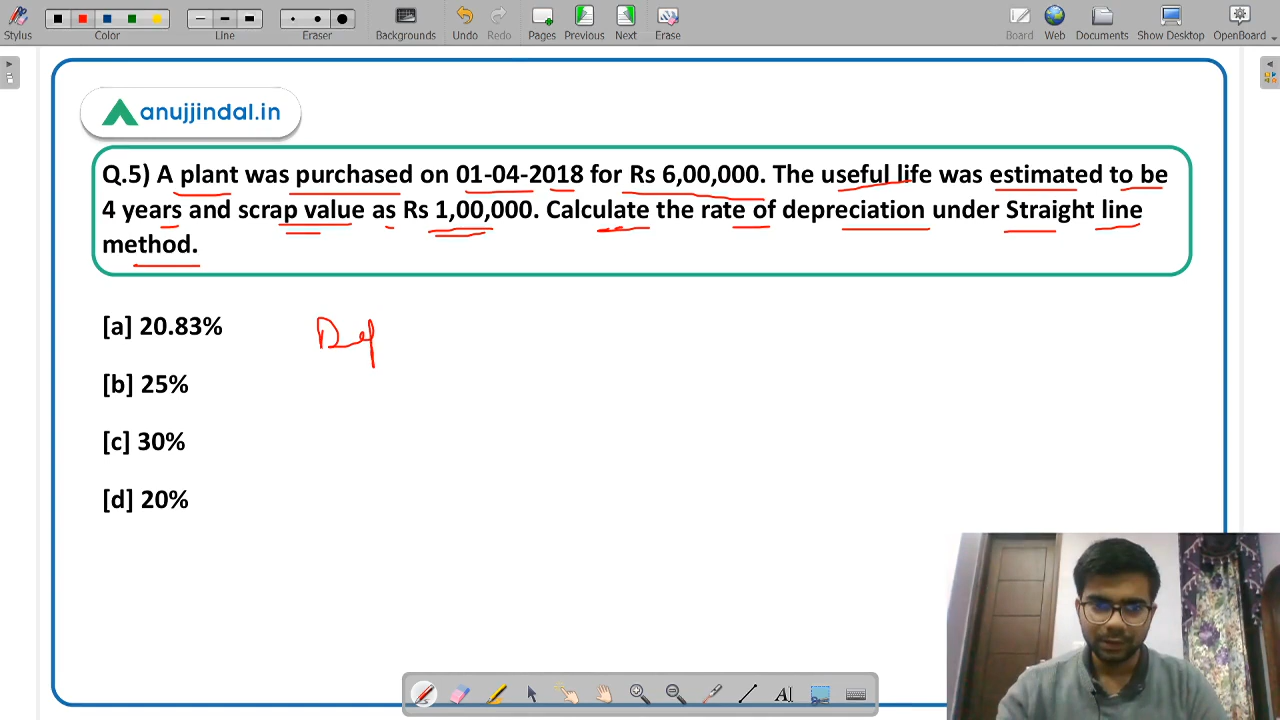 Stylus Color Line Eraser Backgrounds Undo Redo Pages Previous Next Erase Board Web Documents Show Desktop OpenBoard
anujjindal.in
Q.5) A plant was purchased on 01-04-2018 for Rs 6,00,000. The useful life was estimated to be
4 years and scrap value as Rs 1,00,000. Calculate the rate of depreciation under Straight line
method.
[a] 20.83%
Dep
[b] 25%
[c] 30%
[d] 20%